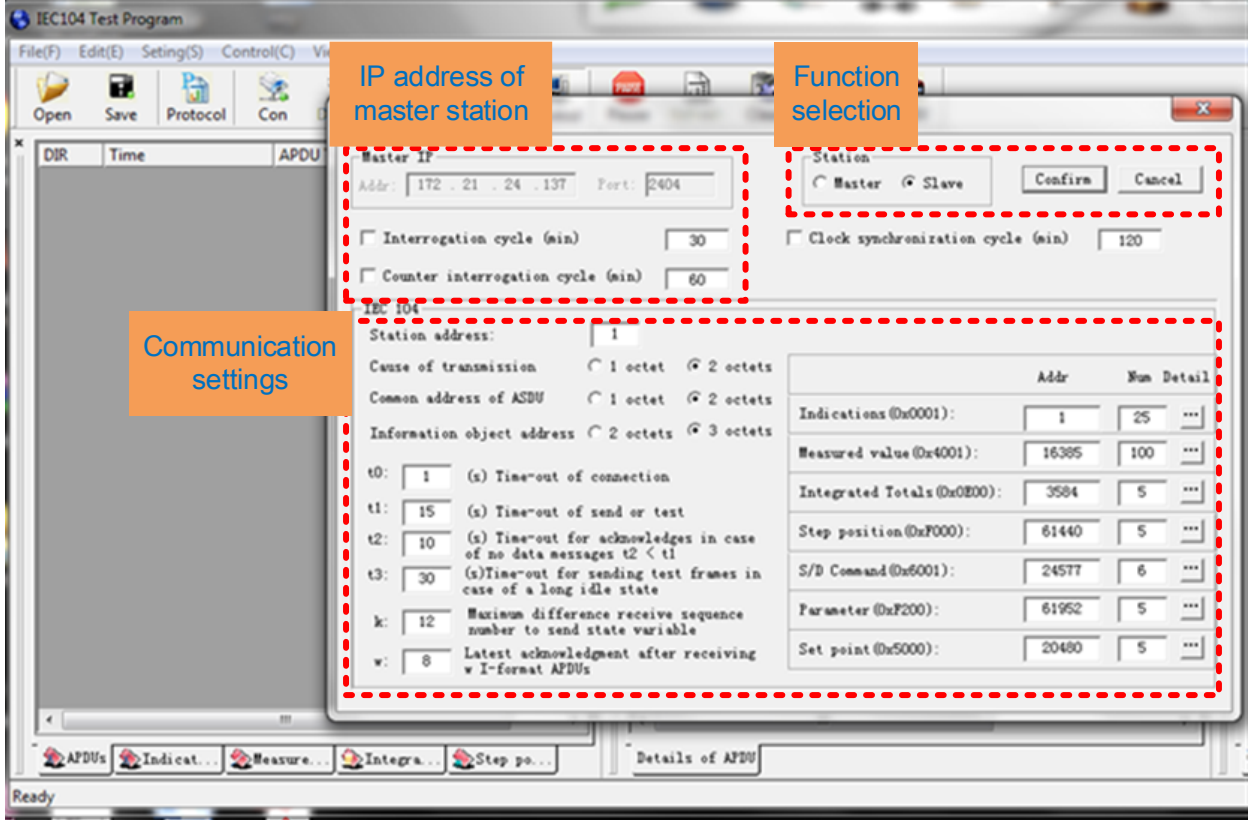 IEC104 Test Program
File(F) Edit(E) Seting(S) Control(C)
Open Save Protocol Con
IP address of
master station
Function
selection
DIR Time APDU
Master IP
Addr: 172 . 21 . 24 . 137 Port: 2404
Station
Master Slave
Confirm Cancel
Interrogation cycle (min) 30
Clock synchronization cycle (min) 120
Counter interrogation cycle (min) 60
Communication
settings
IEC 104
Station address: 1
Cause of transmission 1 octet 2 octets
Common address of ASDU 1 octet 2 octets
Information object address 2 octets 3 octets
t0: 1 (s) Time-out of connection
t1: 15 (s) Time-out of send or test
t2: 10 (s) Time-out for acknowledges in case
of no data messages t2 < t1
t3: 30 (s)Time-out for sending test frames in
case of a long idle state
k: 12 Maximum difference receive sequence
number to send state variable
w: 8 Latest acknowledgment after receiving
w I-format APDUs
Addr Num Detail
Indications(0x0001): 1 25 ...
Measured value(0x4001): 16385 100 ...
Integrated Totals(0x0E00): 3584 5 ...
Step position(0xF000): 61440 5 ...
S/D Command(0x6001): 24577 6 ...
Parameter(0xF200): 61952 5 ...
Set point(0x5000): 20480 5 ...
APDUs Indicat... Measure... Integra... Step po...
Details of APDU
Ready